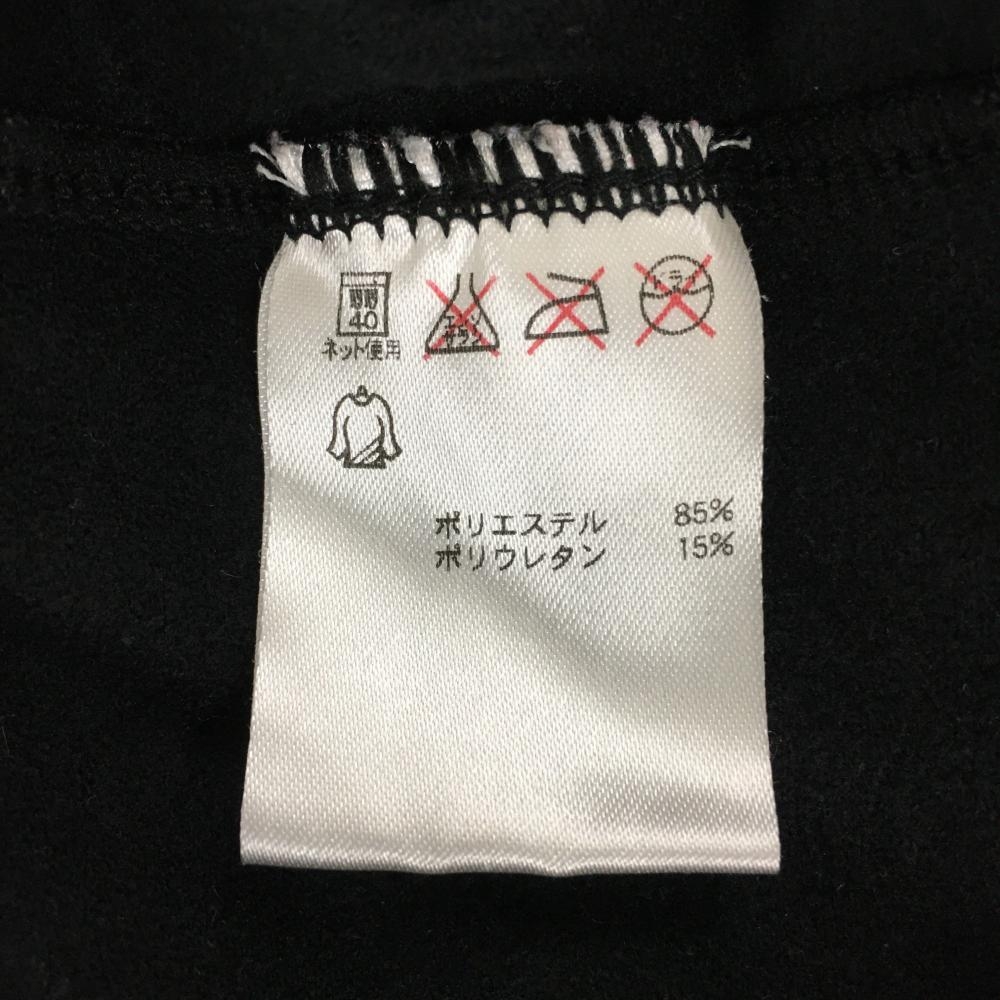 弱 40
エンソ
サラシ
ドライ
ネット使用
ポリエステル 85%
ポリウレタン 15%